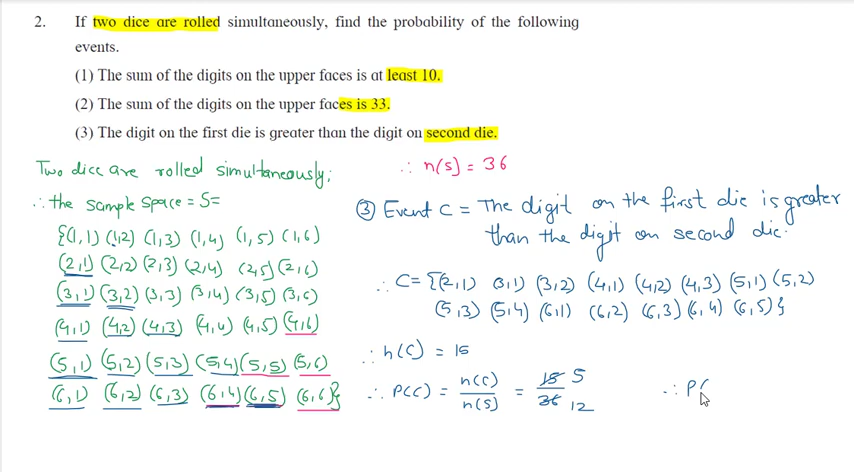 2. If two dice are rolled simultaneously, find the probability of the following
events.
(1) The sum of the digits on the upper faces is at least 10.
(2) The sum of the digits on the upper faces is 33.
(3) The digit on the first die is greater than the digit on second die.
Two dice are rolled simultaneously;
∴ the sample space = S=
{(1,1) (1,2) (1,3) (1,4) (1,5) (1,6)
(2,1) (2,2) (2,3) (2,4) (2,5) (2,6)
(3,1) (3,2) (3,3) (3,4) (3,5) (3,6)
(4,1) (4,2) (4,3) (4,4) (4,5) (4,6)
(5,1) (5,2) (5,3) (5,4) (5,5) (5,6)
(6,1) (6,2) (6,3) (6,4) (6,5) (6,6)}
∴ n(S) = 36
③ Event C = The digit on the first die is greater
than the digit on second die.
∴ C = {(2,1) (3,1) (3,2) (4,1) (4,2) (4,3) (5,1) (5,2)
(5,3) (5,4) (6,1) (6,2) (6,3) (6,4) (6,5)}
∴ n(C) = 15
∴ P(C) = n(C)/n(S) = 15/36 5/12
∴ P(